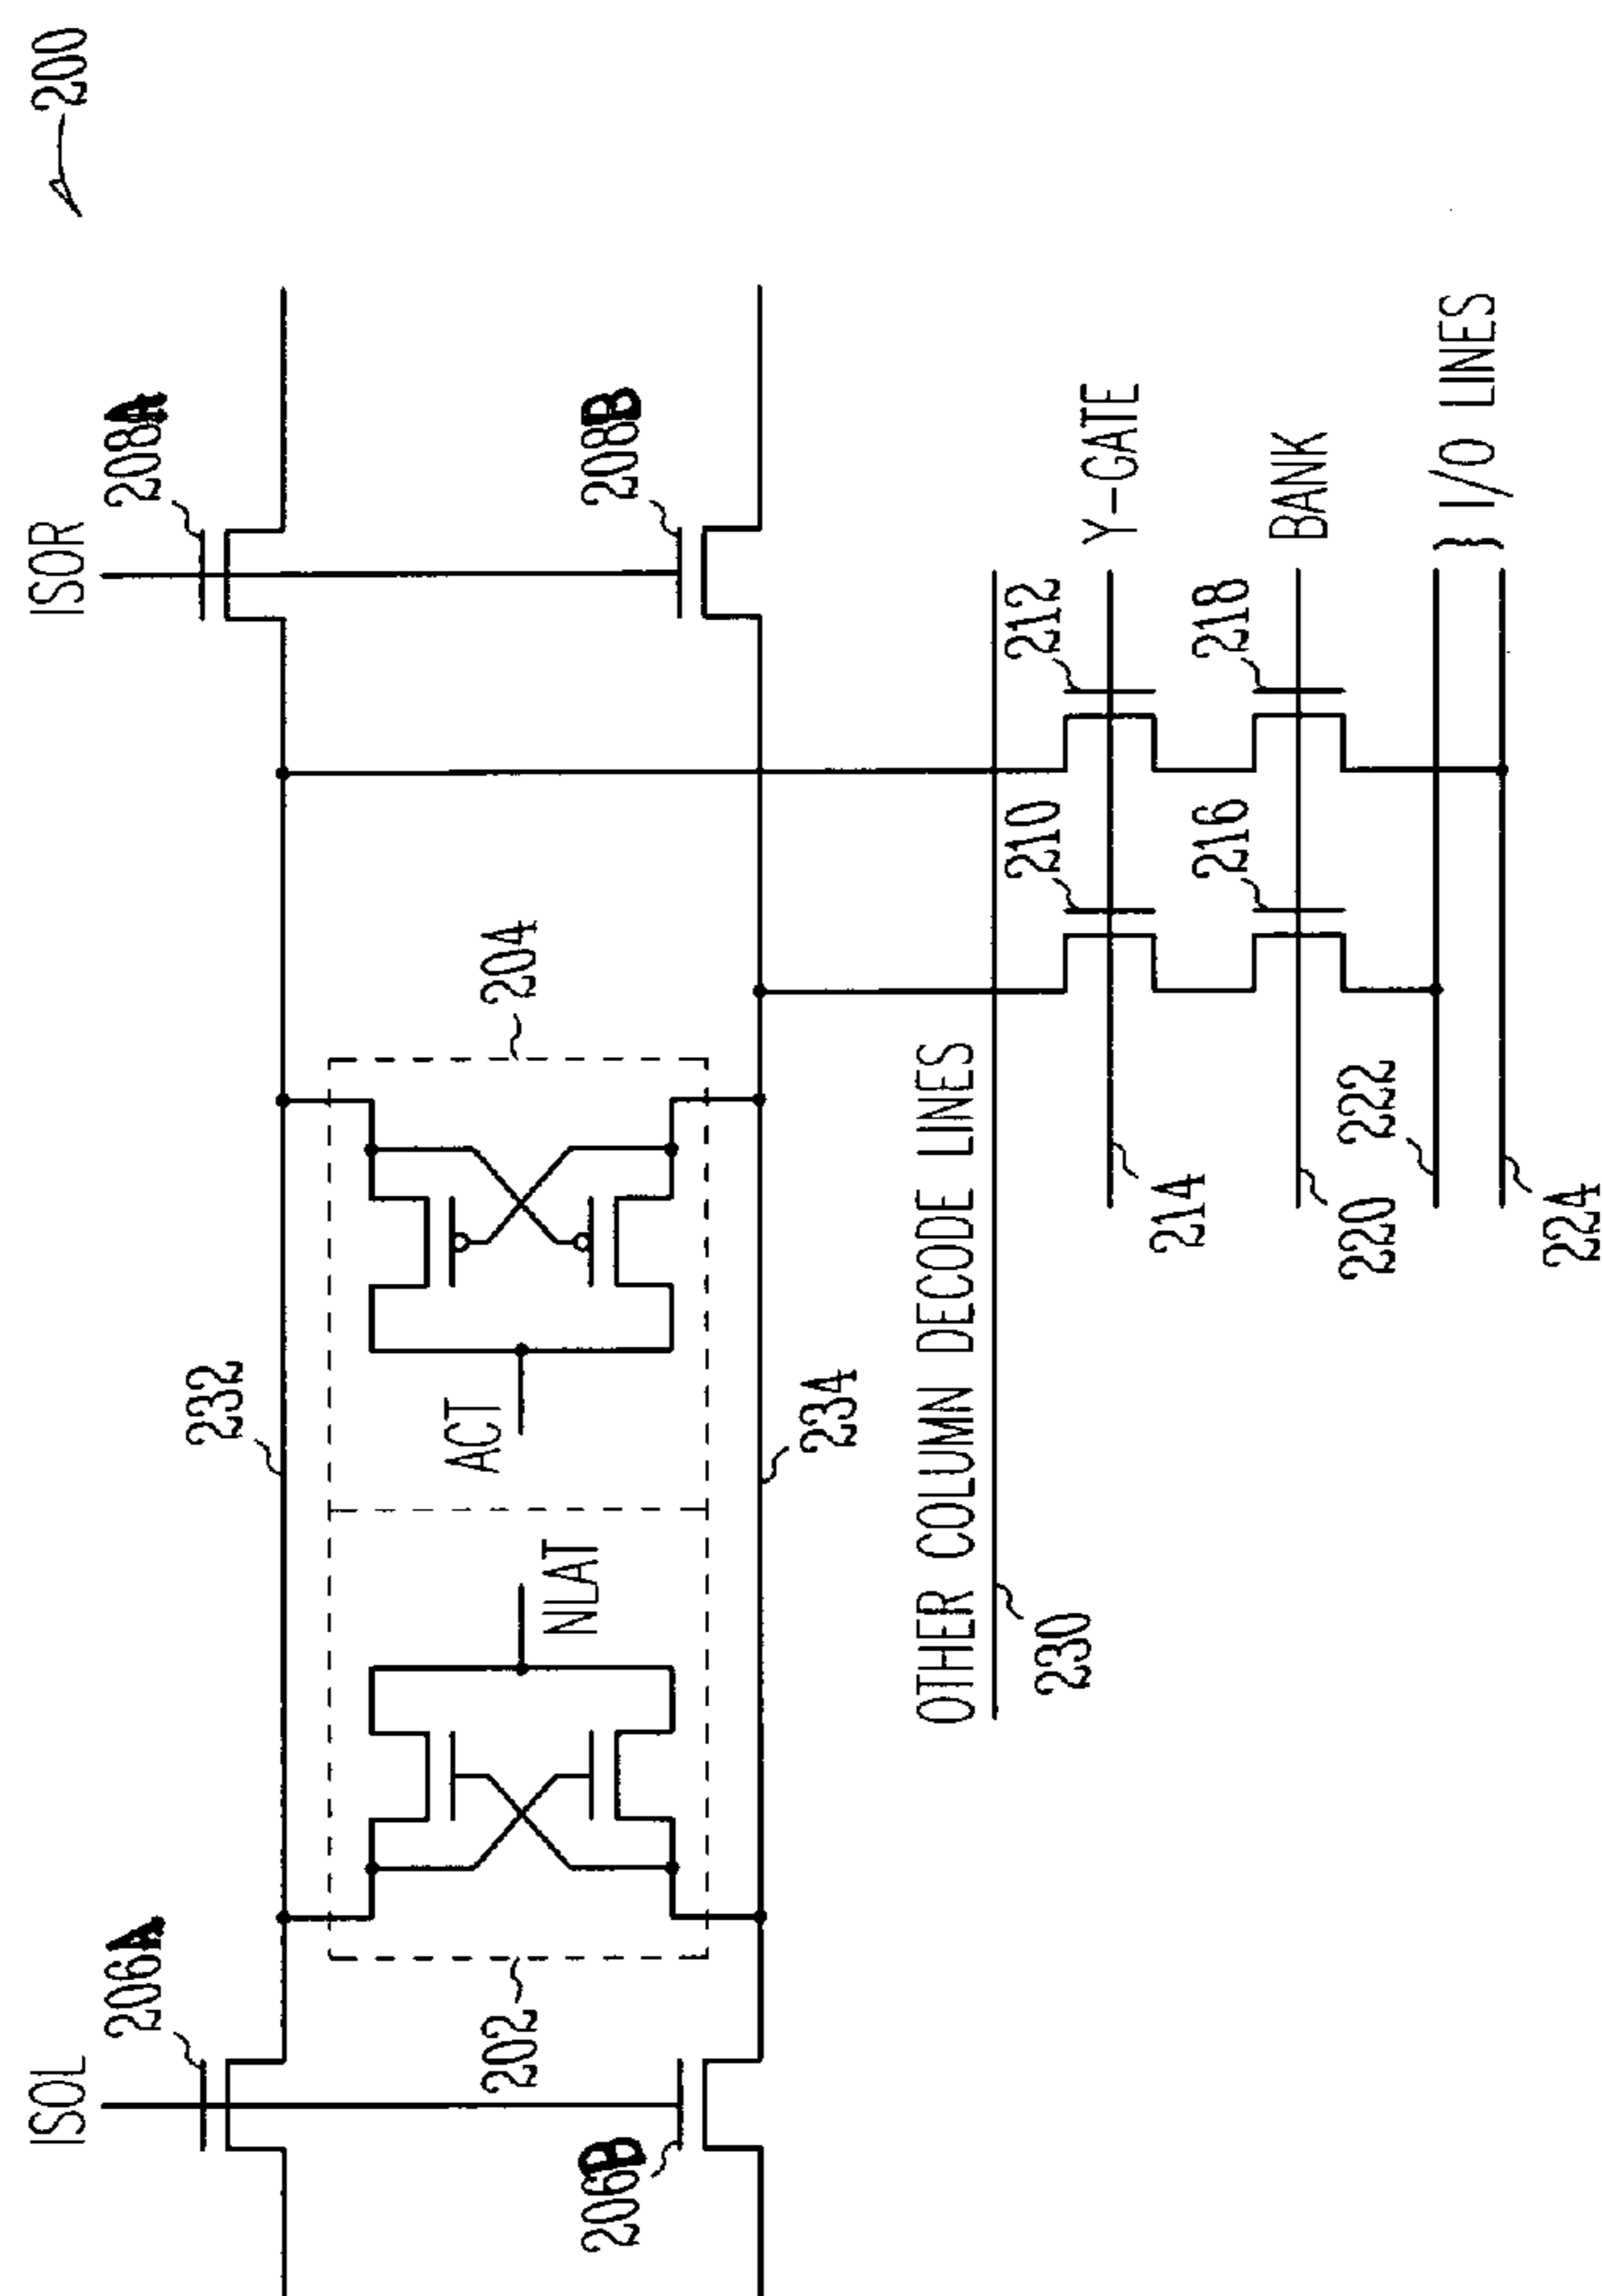 200
ISOL
ISOR
206A
208A
232
202
204
206B
208B
NLAT
ACT
234
OTHER COLUMN DECODE LINES
230
210
212
Y-GATE
214
216
218
BANK
220
222
} I/O LINES
224